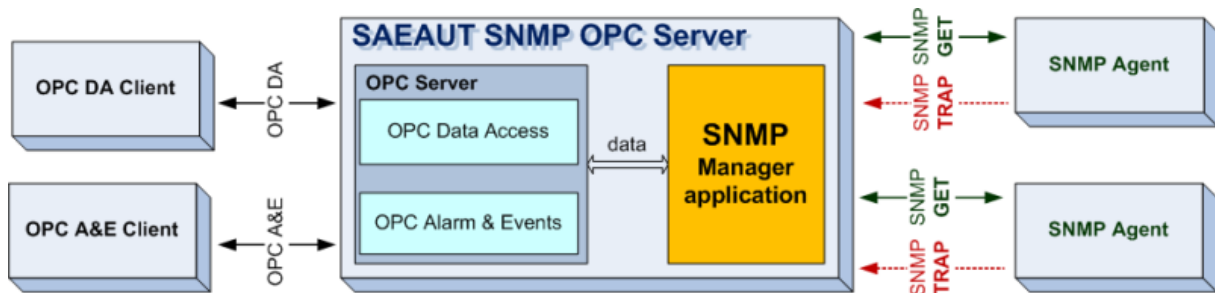 SAEAUT SNMP OPC Server
OPC DA Client
OPC DA
OPC Server
OPC Data Access
OPC Alarm & Events
data
SNMP
Manager
application
SNMP
GET
SNMP
TRAP
SNMP Agent
OPC A&E Client
OPC A&E
SNMP
GET
SNMP
TRAP
SNMP Agent